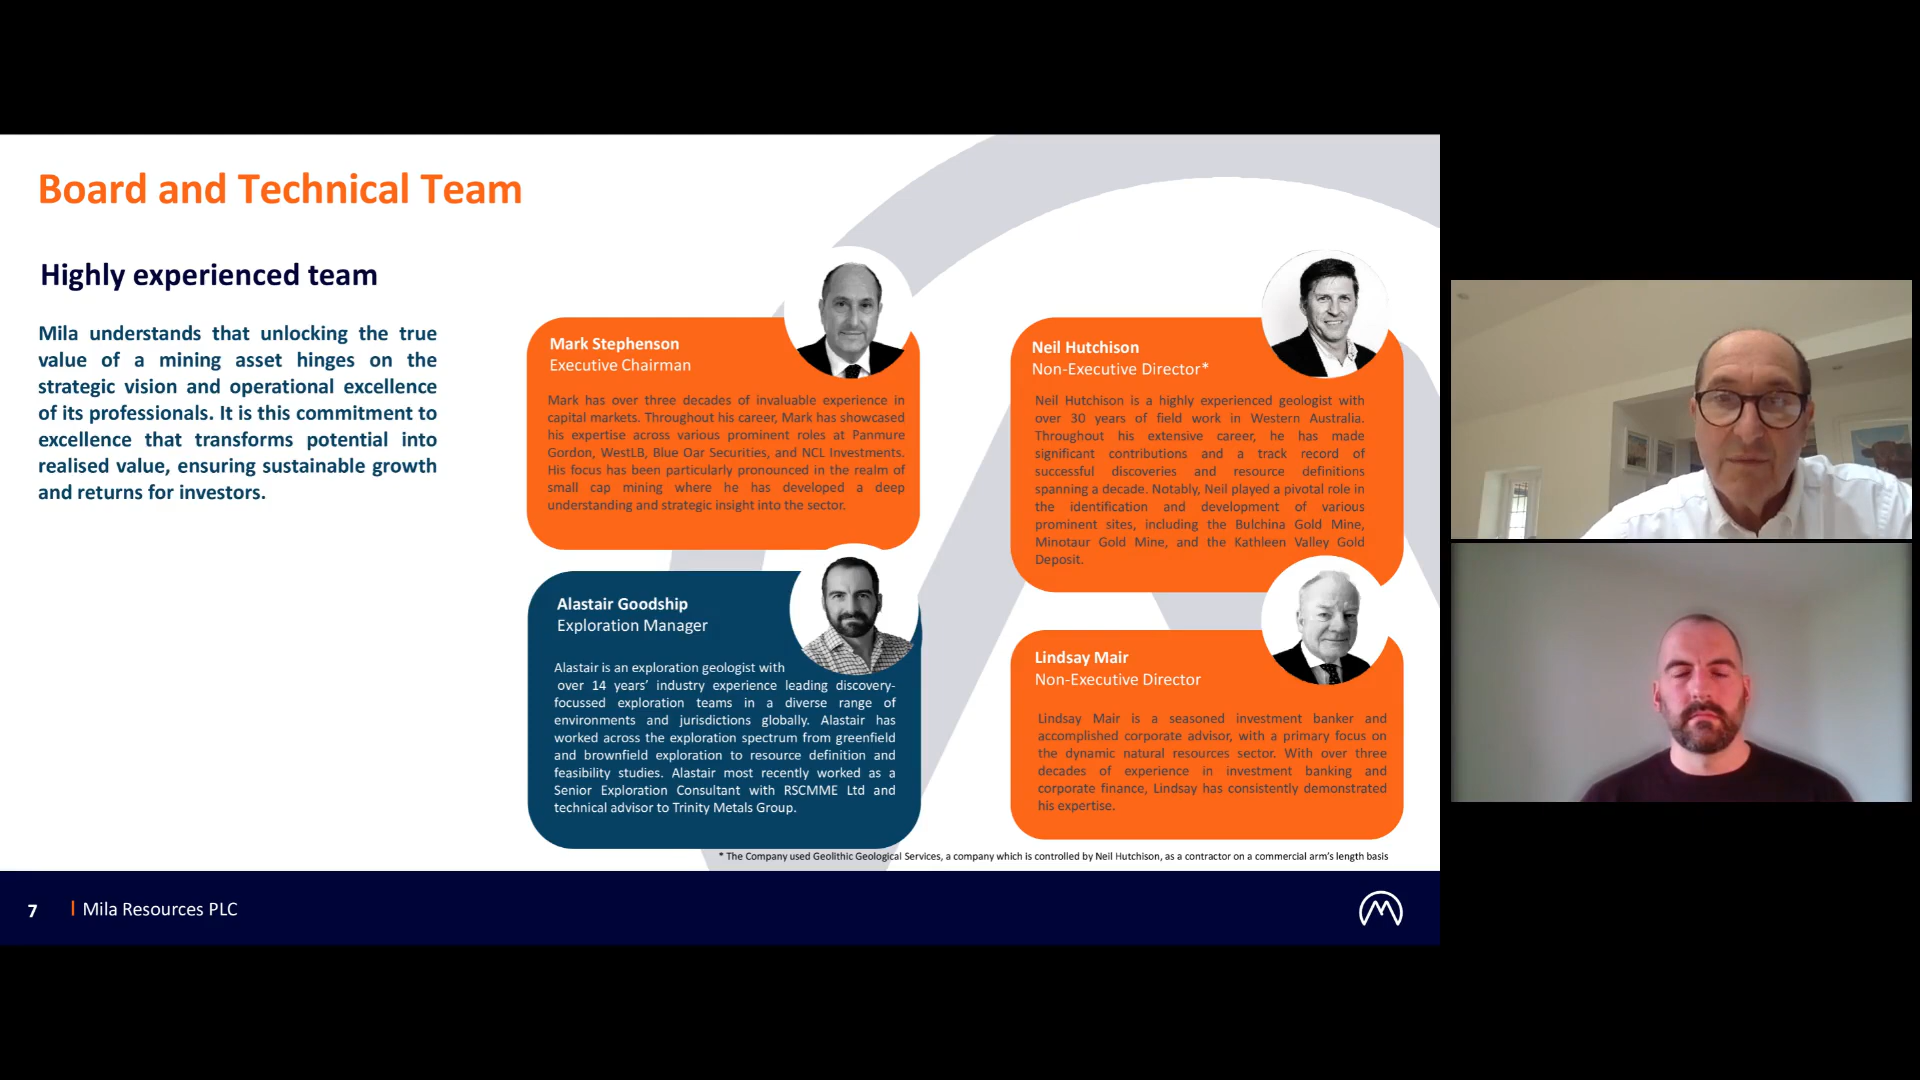 Board and Technical Team
Highly experienced team
Mila understands that unlocking the true
value of a mining asset hinges on the
strategic vision and operational excellence
of its professionals. It is this commitment to
excellence that transforms potential into
realised value, ensuring sustainable growth
and returns for investors.
Mark Stephenson
Executive Chairman
Mark has over three decades of invaluable experience in
capital markets. Throughout his career, Mark has showcased
his expertise across various prominent roles at Panmure
Gordon, WestLB, Blue Oar Securities, and NCL Investments.
His focus has been particularly pronounced in the realm of
small cap mining where he has developed a deep
understanding and strategic insight into the sector.
Neil Hutchison
Non-Executive Director*
Neil Hutchison is a highly experienced geologist with
over 30 years of field work in Western Australia.
Throughout his extensive career, he has made
significant contributions and a track record of
successful discoveries and resource definitions
spanning a decade. Notably, Neil played a pivotal role in
the identification and development of various
prominent sites, including the Bulchina Gold Mine,
Minotaur Gold Mine, and the Kathleen Valley Gold
Deposit.
Alastair Goodship
Exploration Manager
Alastair is an exploration geologist with
over 14 years’ industry experience leading discovery-
focussed exploration teams in a diverse range of
environments and jurisdictions globally. Alastair has
worked across the exploration spectrum from greenfield
and brownfield exploration to resource definition and
feasibility studies. Alastair most recently worked as a
Senior Exploration Consultant with RSCMME Ltd and
technical advisor to Trinity Metals Group.
Lindsay Mair
Non-Executive Director
Lindsay Mair is a seasoned investment banker and
accomplished corporate advisor, with a primary focus on
the dynamic natural resources sector. With over three
decades of experience in investment banking and
corporate finance, Lindsay has consistently demonstrated
his expertise.
* The Company used Geolithic Geological Services, a company which is controlled by Neil Hutchison, as a contractor on a commercial arm's length basis
7
Mila Resources PLC